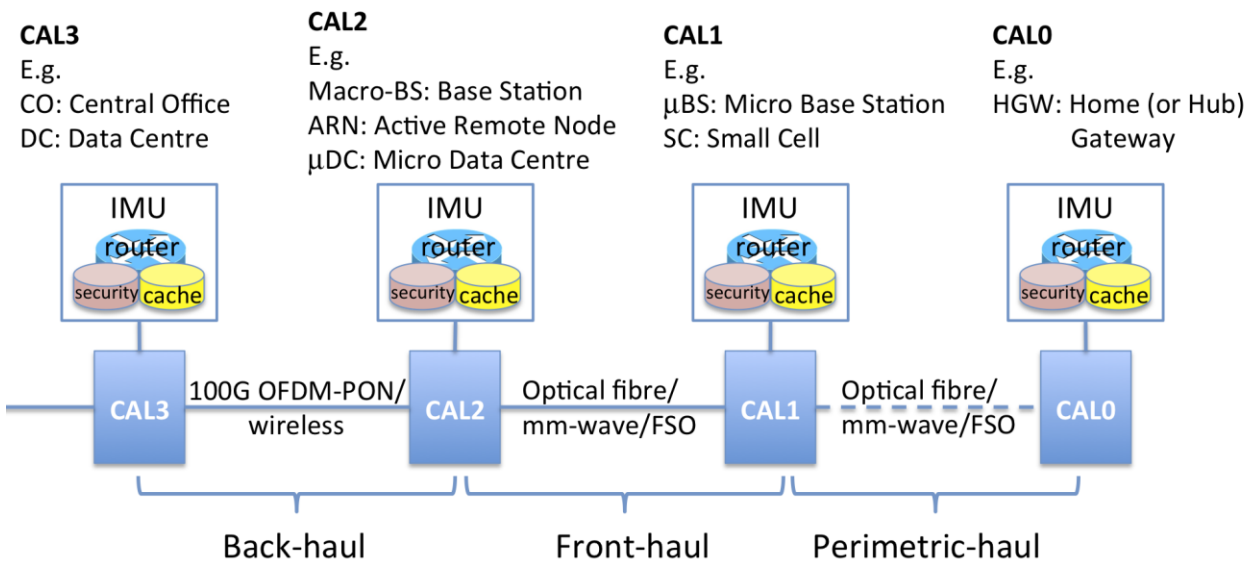 CAL3
E.g.
CO: Central Office
DC: Data Centre
CAL2
E.g.
Macro-BS: Base Station
ARN: Active Remote Node
μDC: Micro Data Centre
CAL1
E.g.
μBS: Micro Base Station
SC: Small Cell
CAL0
E.g.
HGW: Home (or Hub)
Gateway
IMU
router
security
cache
IMU
router
security
cache
IMU
router
security
cache
IMU
router
security
cache
CAL3
100G OFDM-PON/
wireless
CAL2
Optical fibre/
mm-wave/FSO
CAL1
Optical fibre/
mm-wave/FSO
CAL0
Back-haul
Front-haul
Perimetric-haul